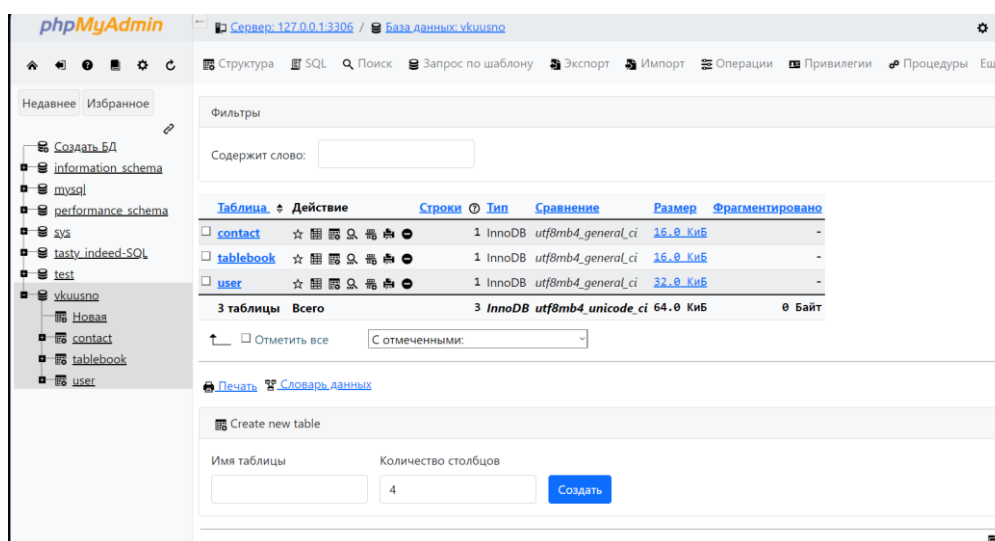 phpMyAdmin
Сервер: 127.0.0.1:3306 / База данных: vkuusno
Структура SQL Поиск Запрос по шаблону Экспорт Импорт Операции Привилегии Процедуры Ещ
Недавнее Избранное
Создать БД
information_schema
mysql
performance_schema
sys
tasty_indeed-SQL
test
vkuusno
Новая
contact
tablebook
user
Фильтры
Содержит слово:
Таблица Действие Строки Тип Сравнение Размер Фрагментировано
contact 1 InnoDB utf8mb4_general_ci 16.0 КиБ -
tablebook 1 InnoDB utf8mb4_general_ci 16.0 КиБ -
user 1 InnoDB utf8mb4_general_ci 32.0 КиБ -
3 таблицы Всего 3 InnoDB utf8mb4_unicode_ci 64.0 КиБ 0 Байт
Отметить все С отмеченными:
Печать Словарь данных
Create new table
Имя таблицы Количество столбцов
4 Создать